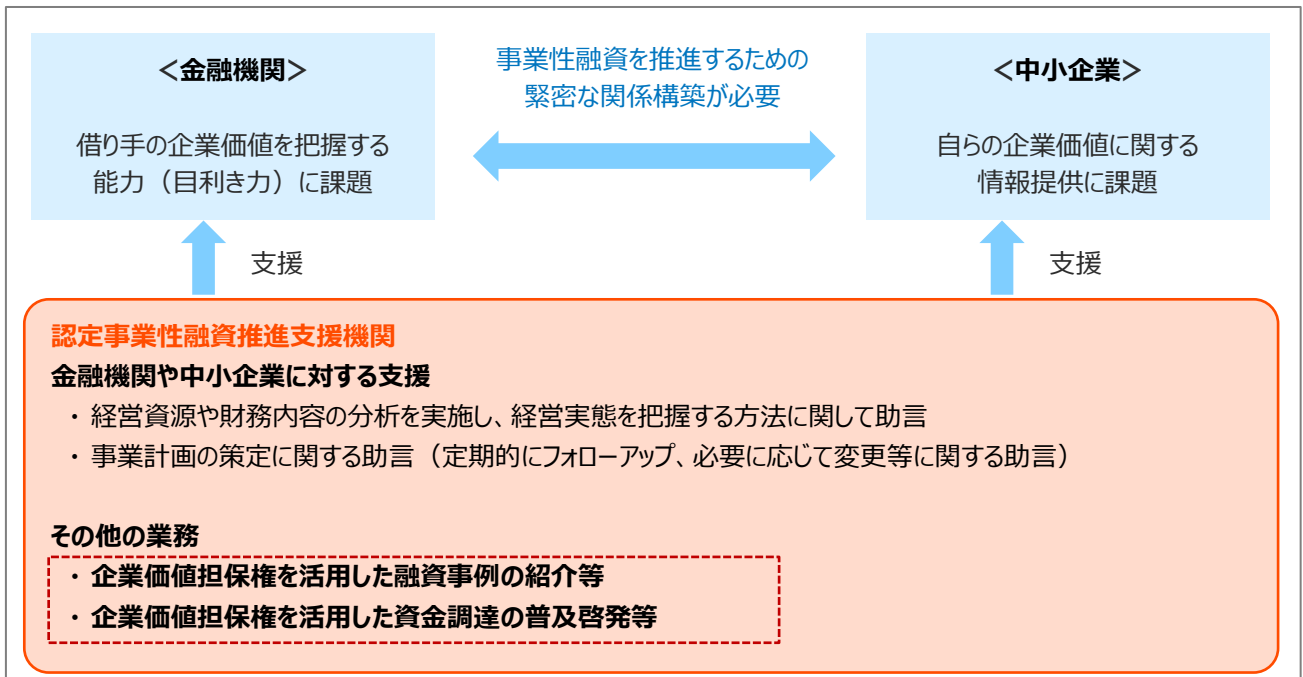 ＜金融機関＞
借り手の企業価値を把握する
能力（目利き力）に課題
事業性融資を推進するための
緊密な関係構築が必要
＜中小企業＞
自らの企業価値に関する
情報提供に課題
支援
支援
認定事業性融資推進支援機関
金融機関や中小企業に対する支援
・ 経営資源や財務内容の分析を実施し、経営実態を把握する方法に関して助言
・ 事業計画の策定に関する助言（定期的にフォローアップ、必要に応じて変更等に関する助言）
その他の業務
・ 企業価値担保権を活用した融資事例の紹介等
・ 企業価値担保権を活用した資金調達の普及啓発等